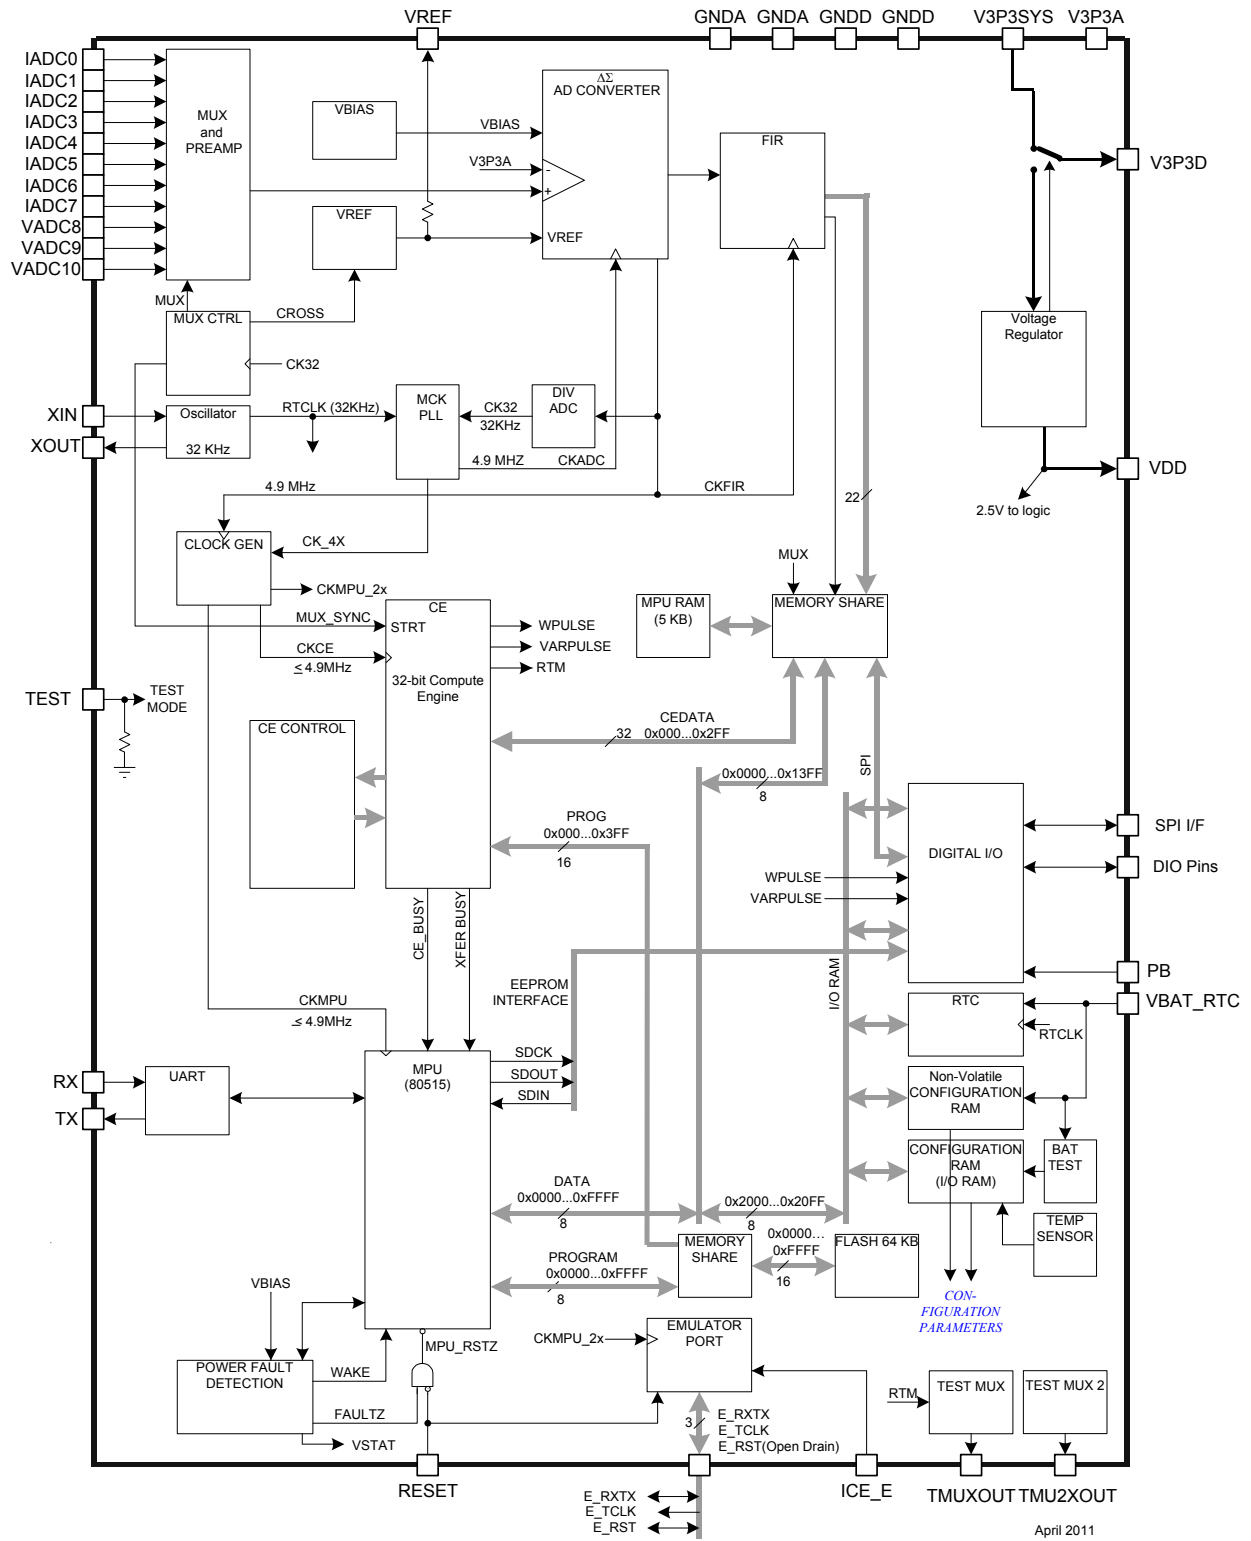 VREF
GNDA
GNDA
GNDD
GNDD
V3P3SYS
V3P3A
IADC0
IADC1
IADC2
IADC3
IADC4
IADC5
IADC6
IADC7
VADC8
VADC9
VADC10
MUX
and
PREAMP
VBIAS
VBIAS
V3P3A
-
+
ΔΣ
AD CONVERTER
VREF
VREF
FIR
V3P3D
MUX
MUX CTRL
CROSS
CK32
Voltage
Regulator
XIN
XOUT
Oscillator
32 KHz
RTCLK (32KHz)
MCK
PLL
CK32
32KHz
DIV
ADC
4.9 MHZ
CKADC
VDD
2.5V to logic
4.9 MHz
CKFIR
22
CLOCK GEN
CK_4X
CKMPU_2x
MUX
MUX_SYNC
CKCE
≤ 4.9MHz
CE
STRT
32-bit Compute
Engine
WPULSE
VARPULSE
RTM
MPU RAM
(5 KB)
MEMORY SHARE
TEST
TEST
MODE
CE CONTROL
CEDATA
32
0x000...0x2FF
0x0000...0x13FF
8
SPI
PROG
0x000...0x3FF
16
DIGITAL I/O
WPULSE
VARPULSE
SPI I/F
DIO Pins
PB
VBAT_RTC
CE_BUSY
XFER BUSY
EEPROM
INTERFACE
I/O RAM
RTC
RTCLK
CKMPU
≤ 4.9MHz
RX
TX
UART
MPU
(80515)
SDCK
SDOUT
SDIN
Non-Volatile
CONFIGURATION
RAM
CONFIGURATION
RAM
(I/O RAM)
BAT
TEST
TEMP
SENSOR
DATA
0x0000...0xFFFF
8
0x2000...0x20FF
8
MEMORY
SHARE
0x0000...
0xFFFF
16
FLASH 64 KB
PROGRAM
0x0000...0xFFFF
8
CON-
FIGURATION
PARAMETERS
VBIAS
POWER FAULT
DETECTION
WAKE
FAULTZ
VSTAT
MPU_RSTZ
CKMPU_2x
EMULATOR
PORT
3
E_RXTX
E_TCLK
E_RST(Open Drain)
RTM
TEST MUX
TEST MUX 2
RESET
ICE_E
TMUXOUT
TMU2XOUT
E_RXTX
E_TCLK
E_RST
April 2011